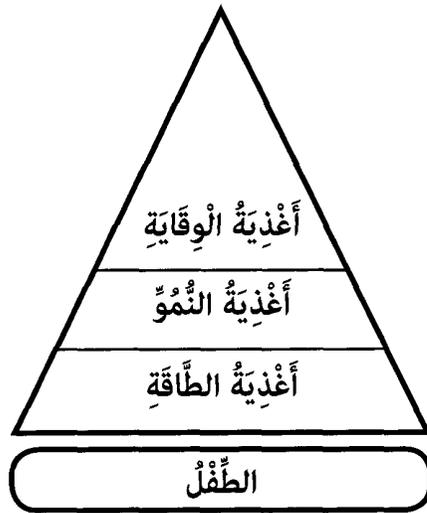 أَغْذِيَةُ الْوِقَايَةِ
أَغْذِيَةُ النُّمُوِّ
أَغْذِيَةُ الطَّاقَةِ
الطِّفْلُ